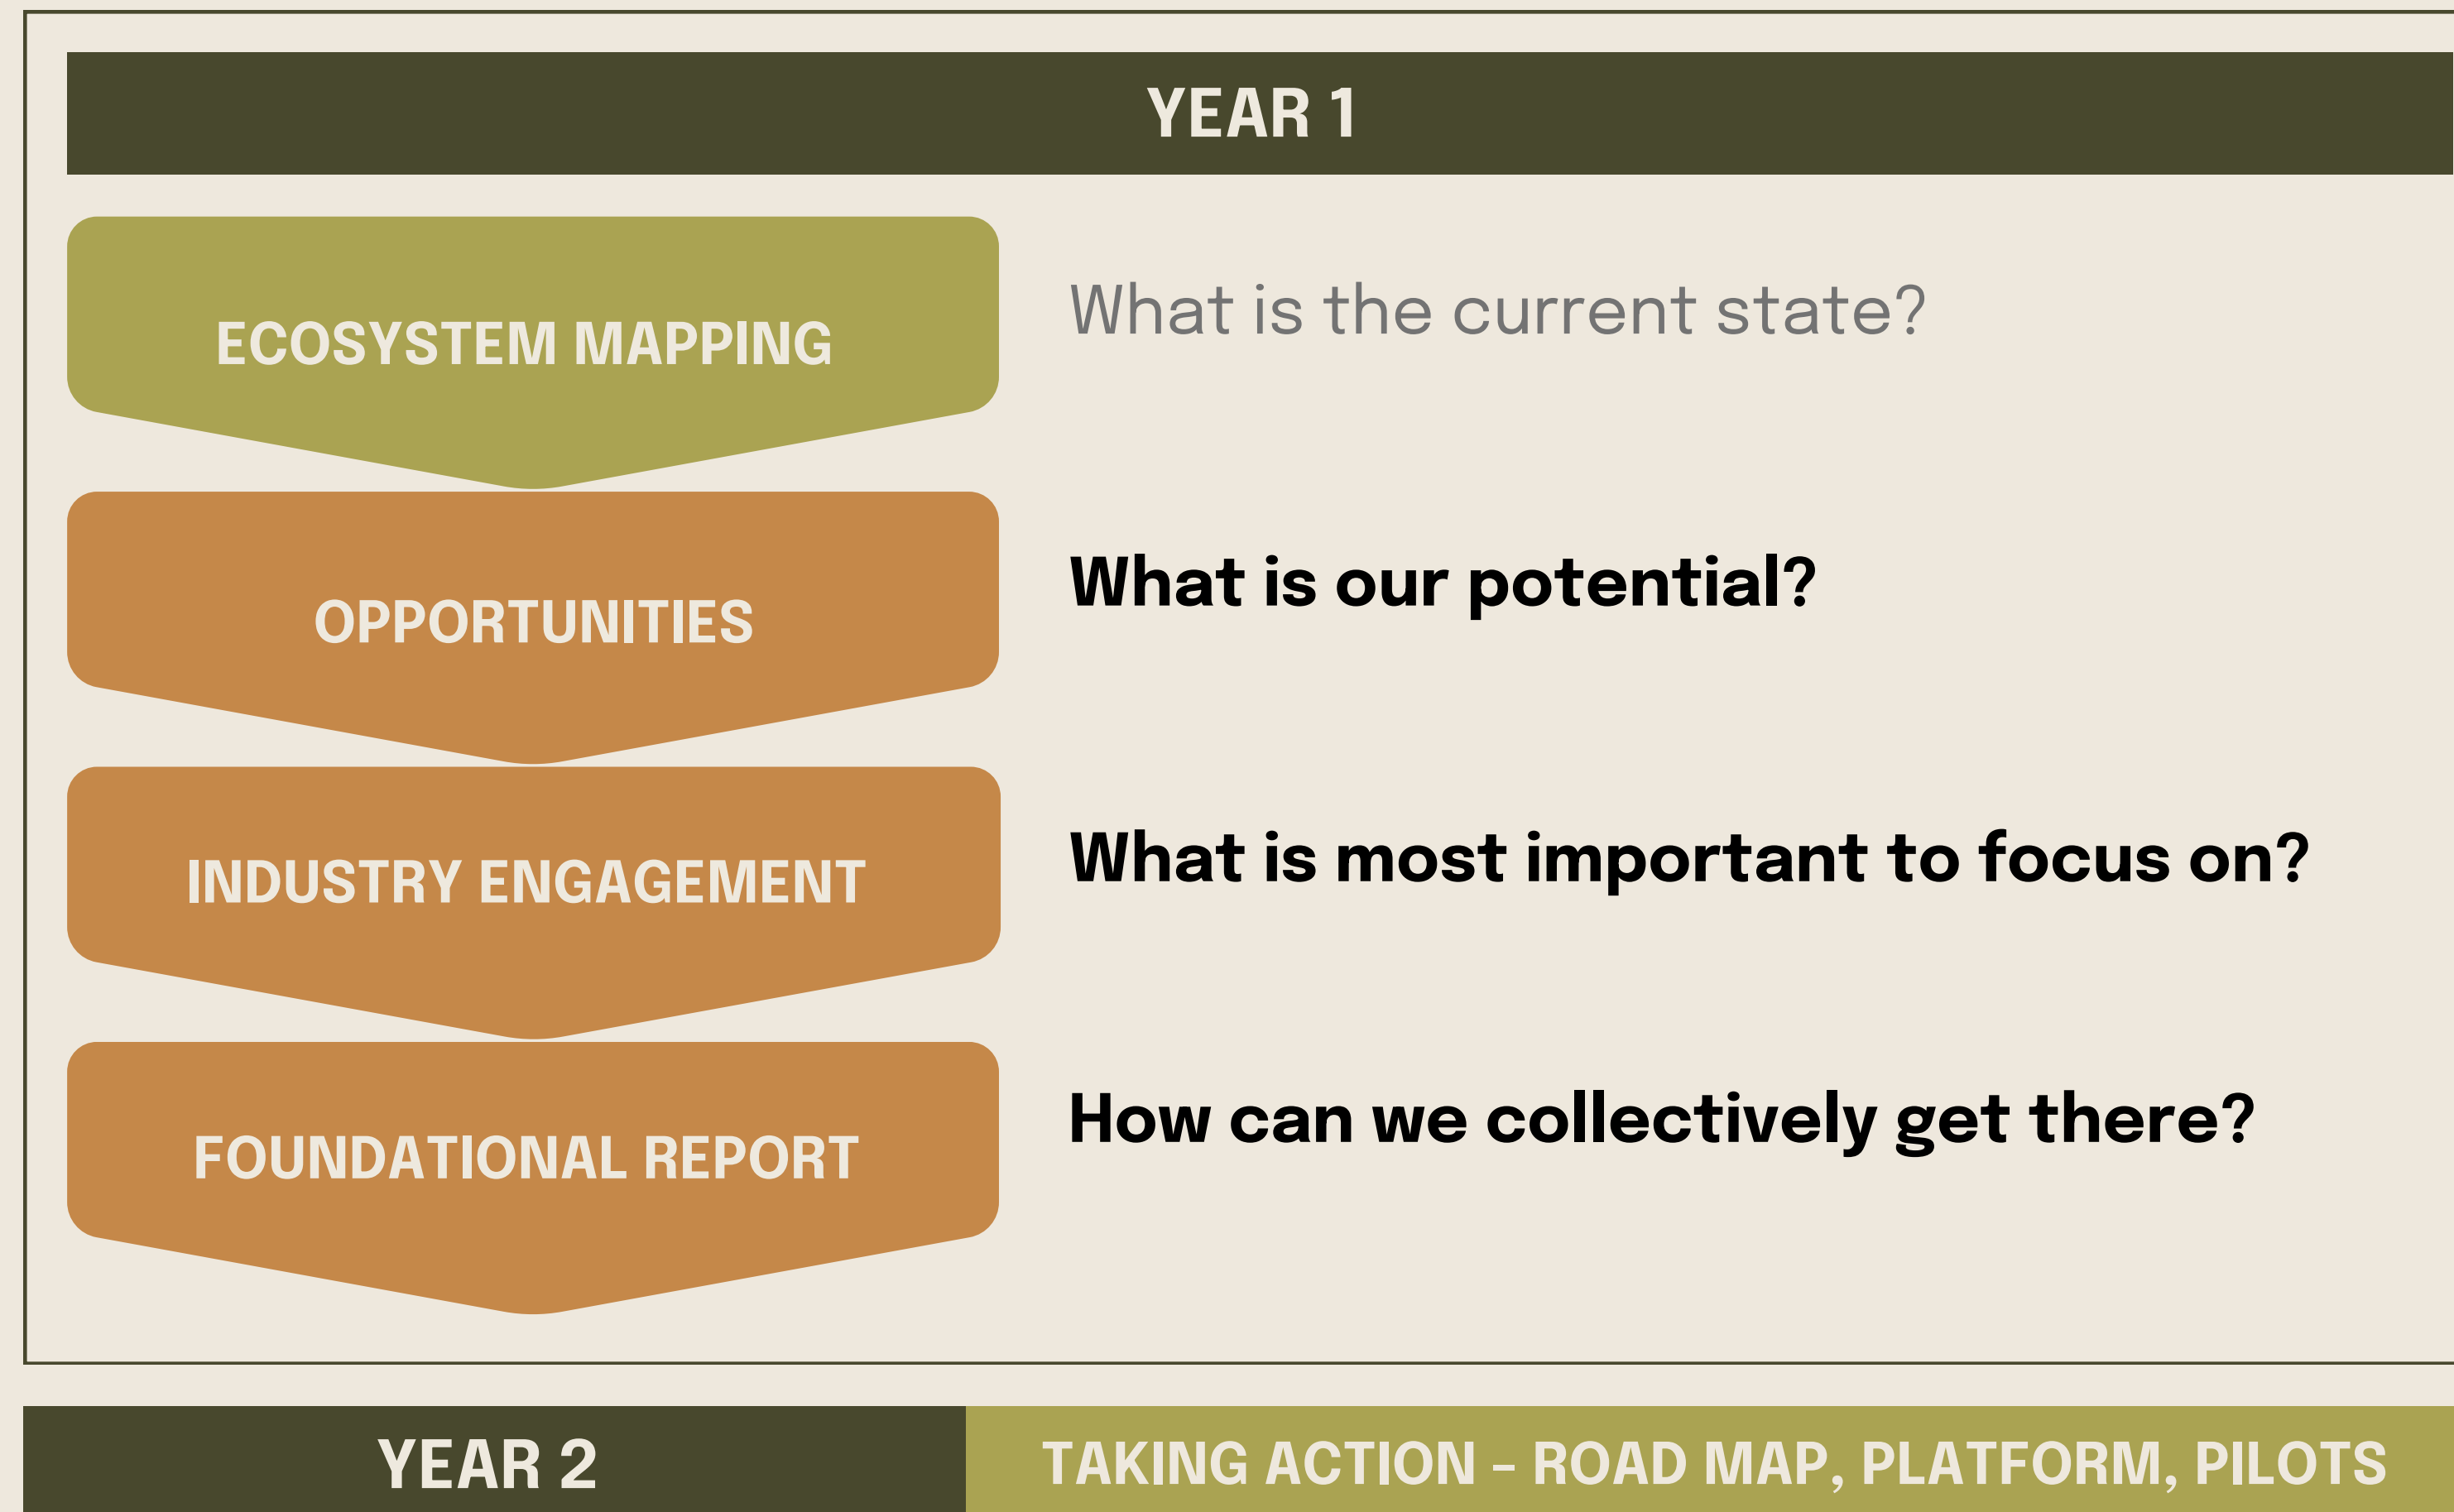 YEAR 1
ECOSYSTEM MAPPING
What is the current state?
OPPORTUNITIES
What is our potential?
INDUSTRY ENGAGEMENT
What is most important to focus on?
FOUNDATIONAL REPORT
How can we collectively get there?
YEAR 2
TAKING ACTION – ROAD MAP, PLATFORM, PILOTS